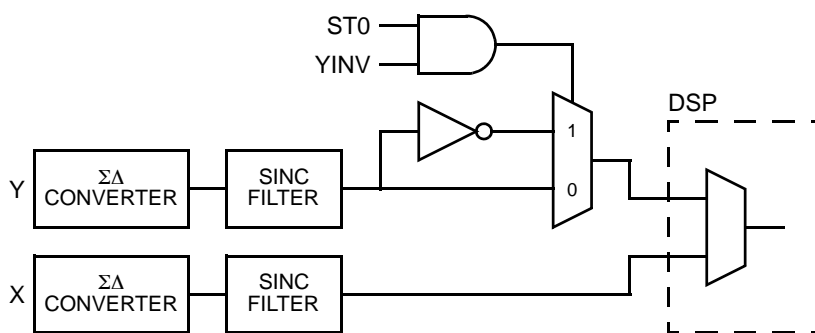 ST0
YINV
DSP
1
Y
ΣΔ
CONVERTER
SINC
FILTER
0
X
ΣΔ
CONVERTER
SINC
FILTER